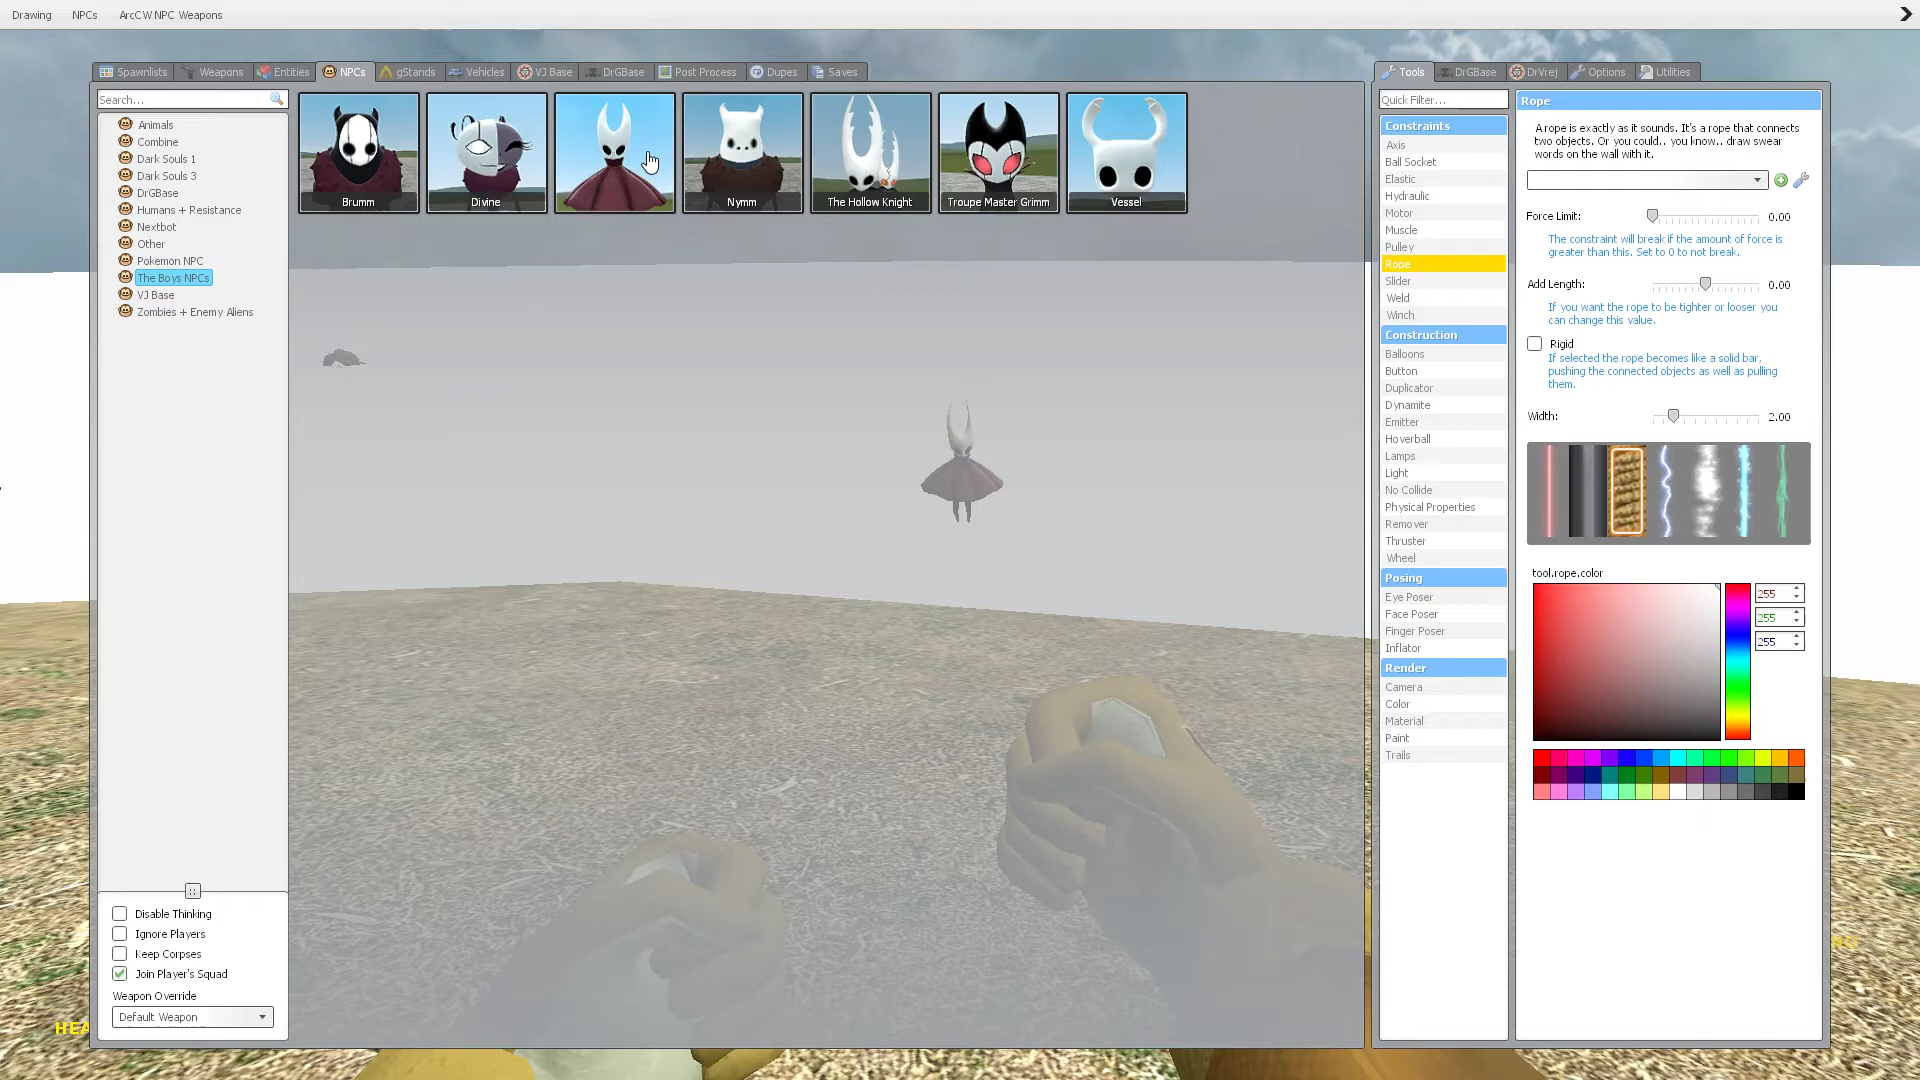 Drawing NPCs ArcCW NPC Weapons
Spawnlists Weapons Entities NPCs gStands Vehicles VJ Base DrGBase Post Process Dupes Saves
Search...
Animals
Combine
Dark Souls 1
Dark Souls 3
DrGBase
Humans + Resistance
Nextbot
Other
Pokemon NPC
The Boys NPCs
VJ Base
Zombies + Enemy Aliens
Brumm Divine Nymm The Hollow Knight Troupe Master Grimm Vessel
Disable Thinking
Ignore Players
Keep Corpses
Join Player's Squad
Weapon Override
Default Weapon
Tools DrGBase DrVrej Options Utilities
Quick Filter...
Constraints
Axis
Ball Socket
Elastic
Hydraulic
Motor
Muscle
Pulley
Rope
Slider
Weld
Winch
Construction
Balloons
Button
Duplicator
Dynamite
Emitter
Hoverball
Lamps
Light
No Collide
Physical Properties
Remover
Thruster
Wheel
Posing
Eye Poser
Face Poser
Finger Poser
Inflator
Render
Camera
Color
Material
Paint
Trails
Rope
A rope is exactly as it sounds. It's a rope that connects
two objects. Or you could.. you know.. draw swear
words on the wall with it.
Force Limit: 0.00
The constraint will break if the amount of force is
greater than this. Set to 0 to not break.
Add Length: 0.00
If you want the rope to be tighter or looser you
can change this value.
Rigid
If selected the rope becomes like a solid bar,
pushing the connected objects as well as pulling
them.
Width: 2.00
tool.rope.color
255
255
255